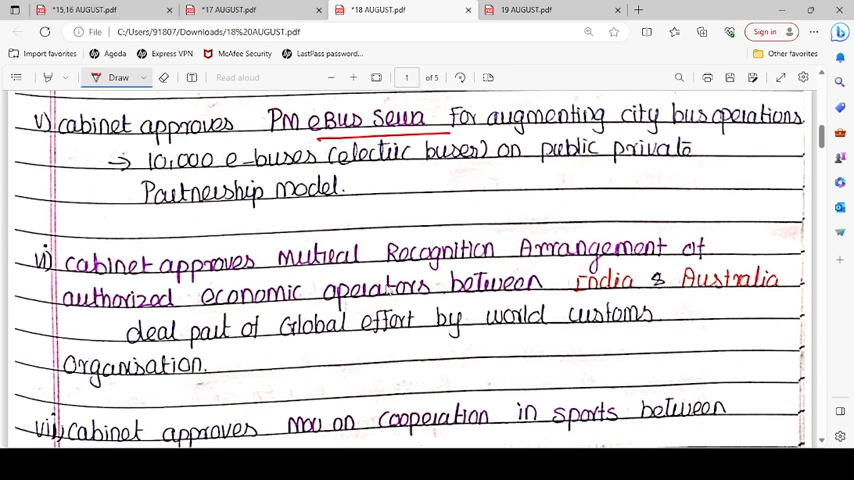 *15,16 AUGUST.pdf
*17 AUGUST.pdf
*18 AUGUST.pdf
19 AUGUST.pdf
File
C:/Users/91807/Downloads/18%20AUGUST.pdf
Sign in
Import favorites
Agoda
Express VPN
McAfee Security
LastPass password...
Other favorites
Draw
Read aloud
1 of 5
v) cabinet approves PM eBus Sewa For augmenting city bus operations
→ 10,000 e-buses (electric buses) on public private
Partnership model.
vi) cabinet approves Mutual Recognition Arrangement of
authorized economic operators between India & Australia
deal part of Global effort by world customs
Organisation.
vii) cabinet approves MOU on cooperation in sports between